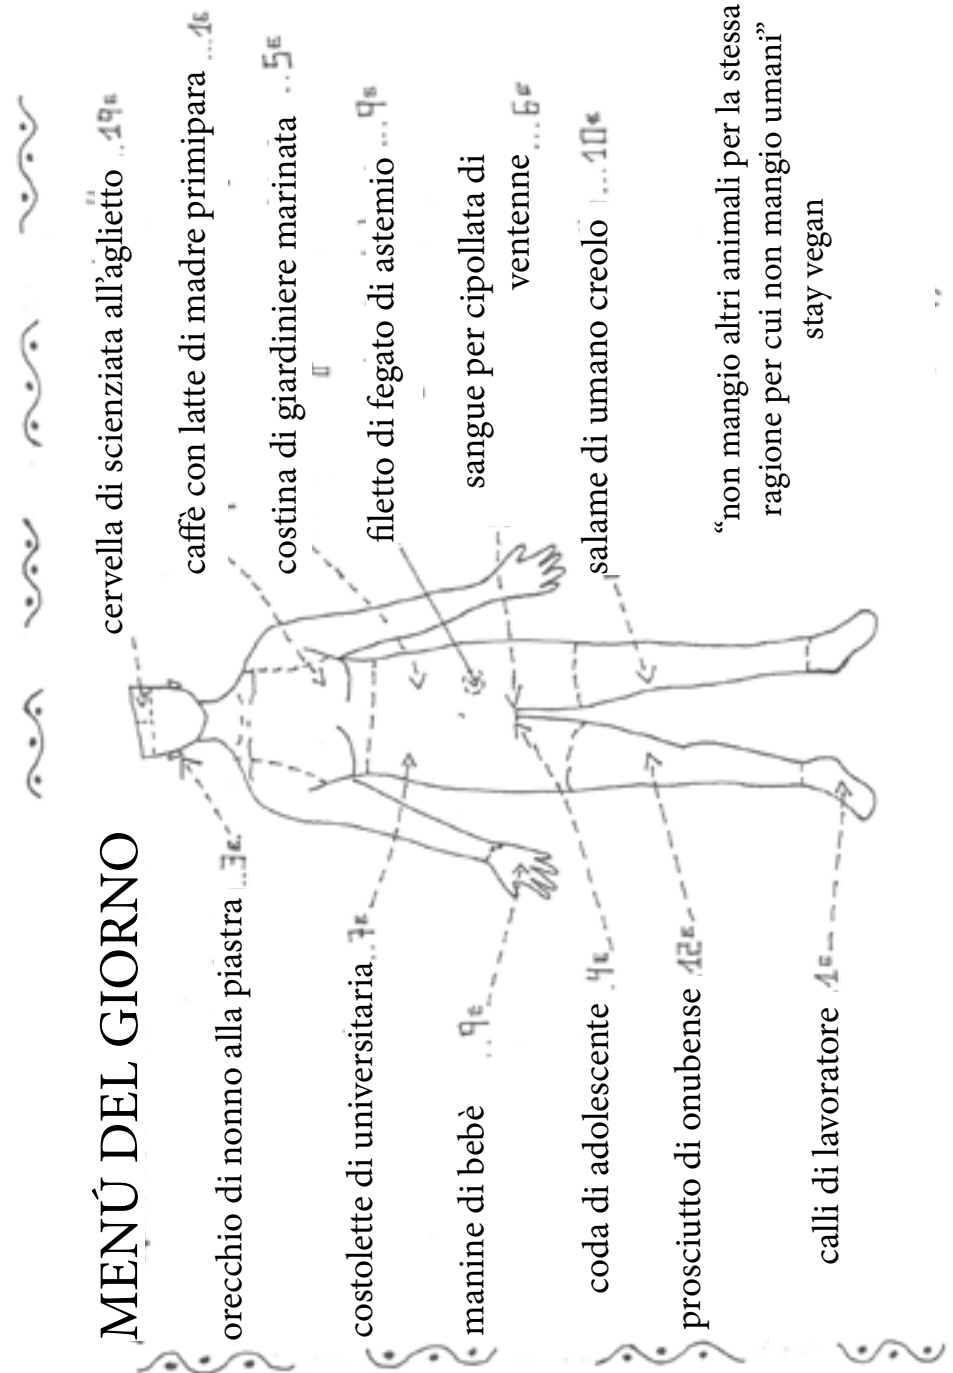 MENÚ DEL GIORNO
orecchio di nonno alla piastra ...3€
costolette di universitaria ..7€
manine di bebè ...9€
coda di adolescente .4€
prosciutto di onubense .12€
calli di lavoratore .1€
cervella di scienziata all'aglietto ..19€
caffè con latte di madre primipara ...1€
costina di giardiniere marinata ..5€
filetto di fegato di astemio ...9€
sangue per cipollata di
ventenne ...6€
salame di umano creolo ...10€
“non mangio altri animali per la stessa
ragione per cui non mangio umani”
stay vegan